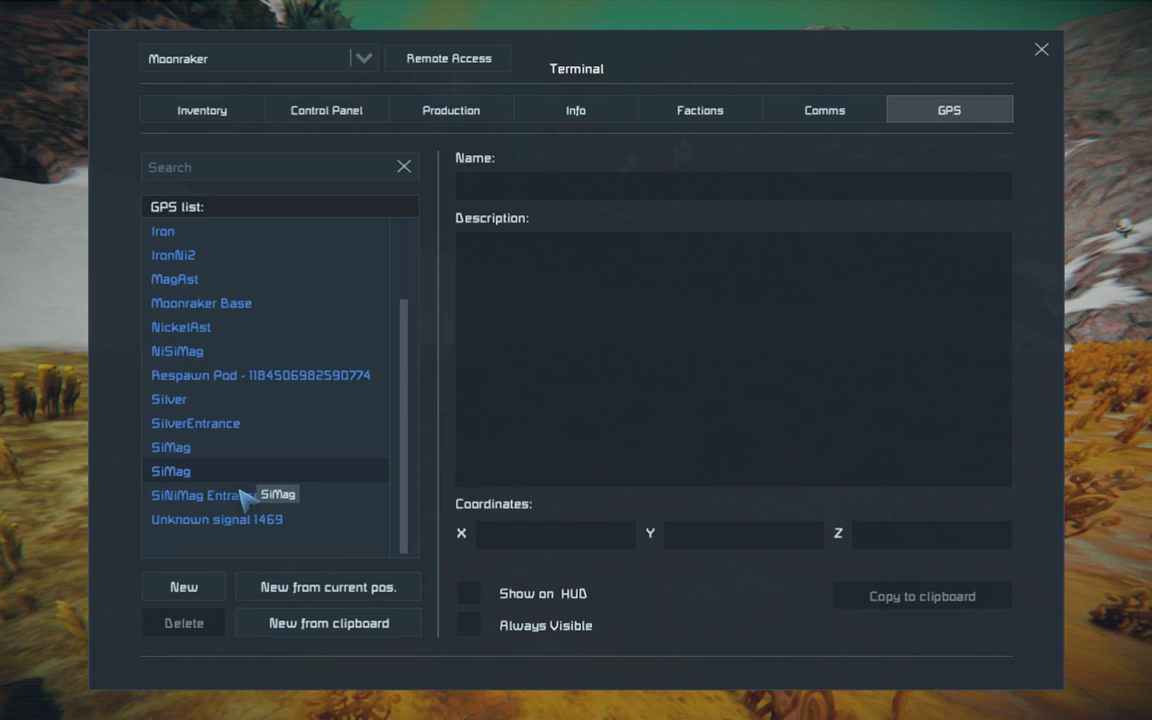 Moonraker
Remote Access
Terminal
Inventory
Control Panel
Production
Info
Factions
Comms
GPS
Search
GPS list:
Iron
IronNi2
MagAst
Moonraker Base
NickelAst
NiSiMag
Respawn Pod - 1184506982590774
Silver
SilverEntrance
SiMag
SiMag
SiNiMag
SiMag
Unknown signal 1469
New
New from current pos.
Delete
New from clipboard
Name:
Description:
Coordinates:
X
Y
Z
Show on HUD
Always Visible
Copy to clipboard